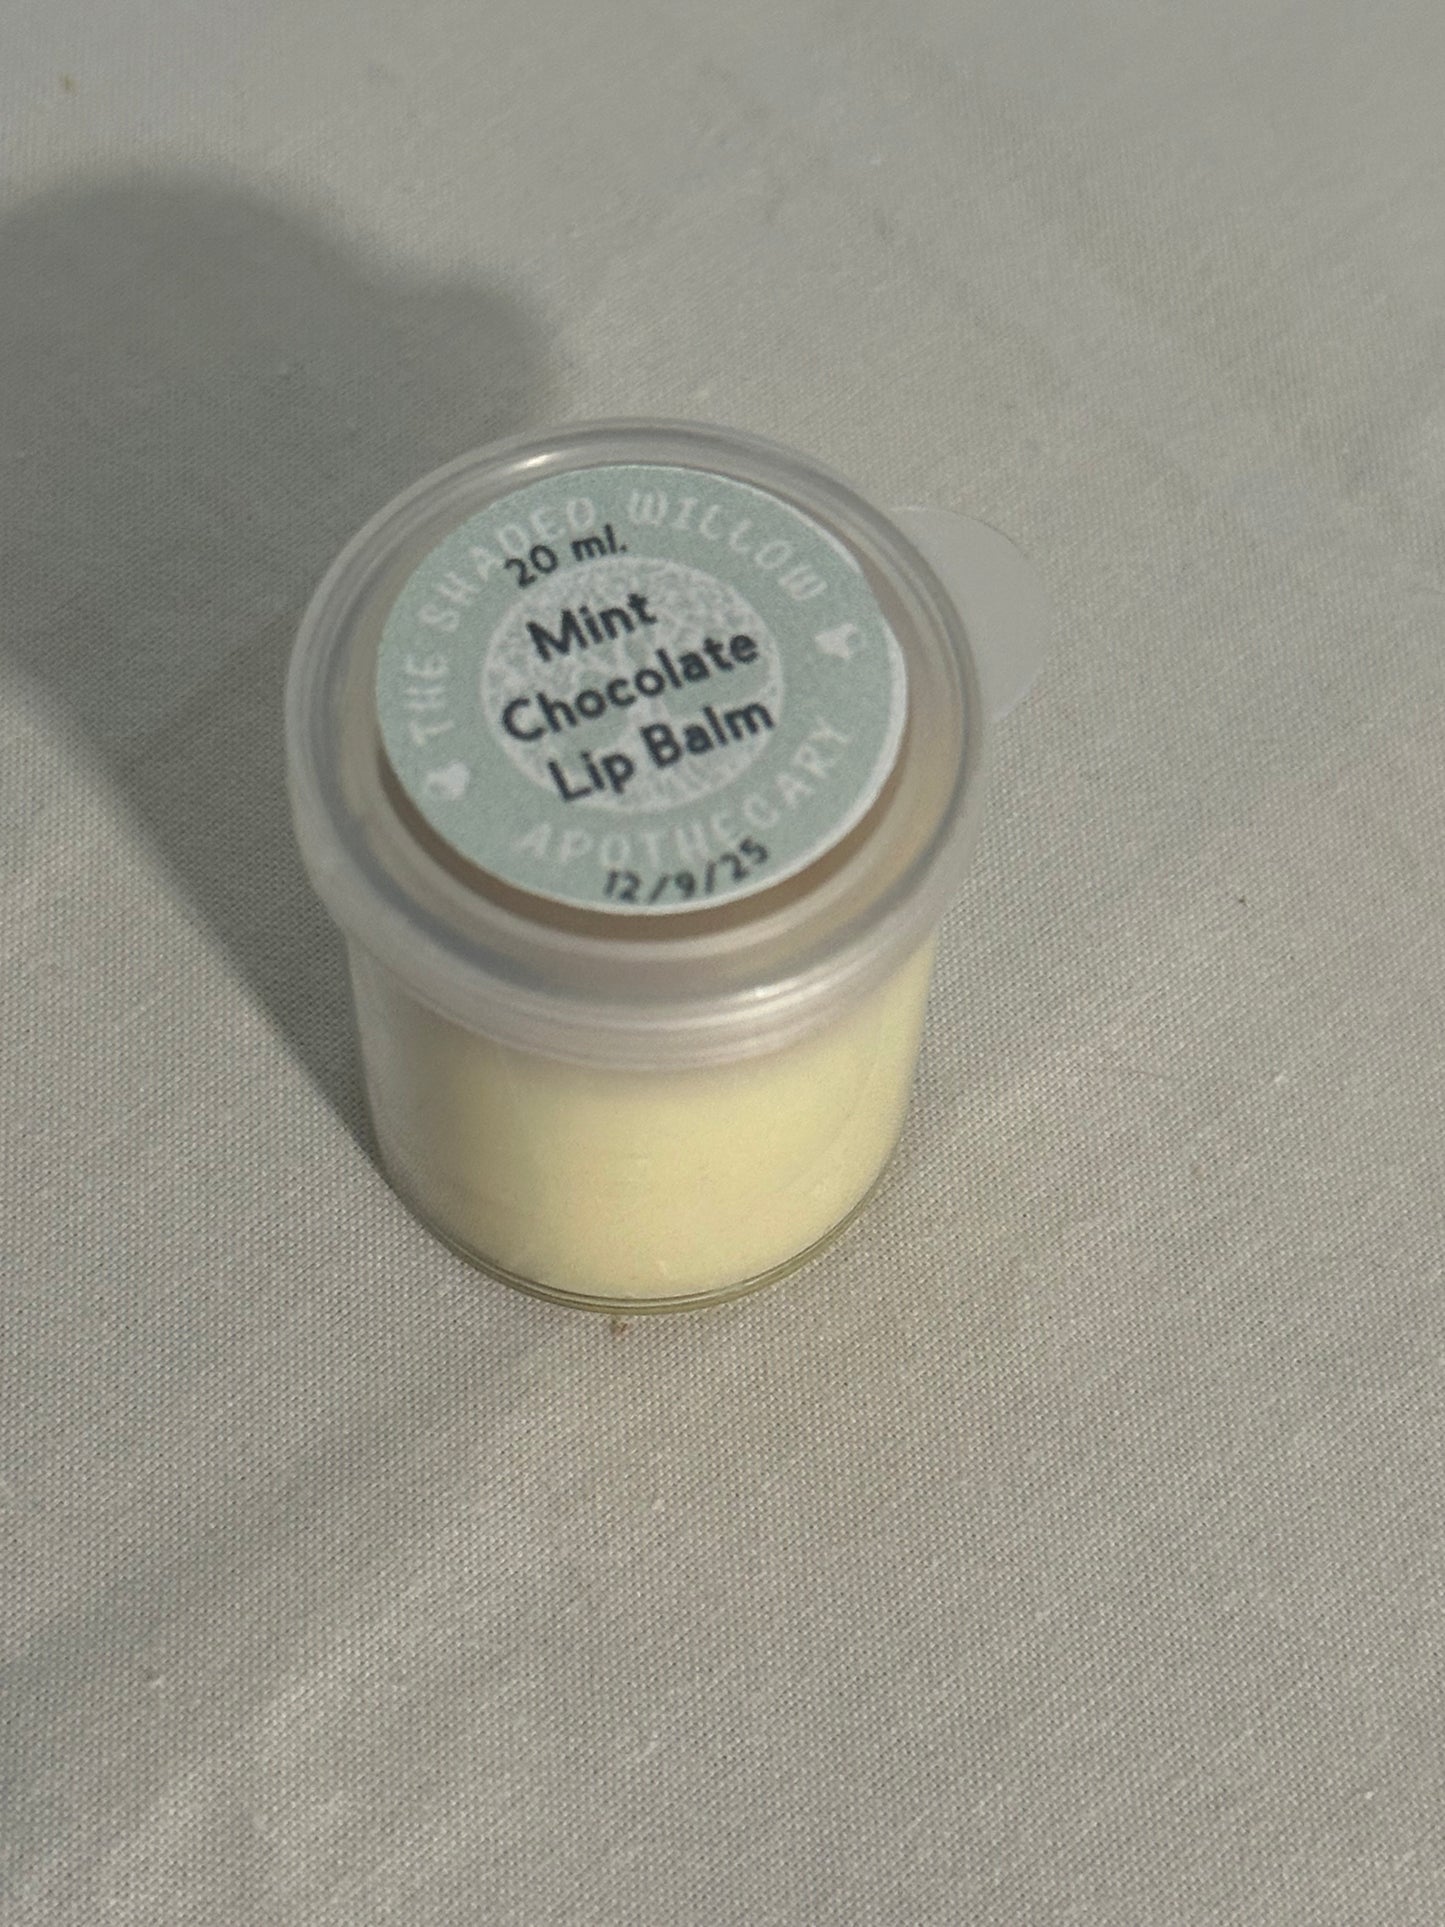 THE SHADED WILLOW
20 ml.
Mint
Chocolate
Lip Balm
APOTHECARY
12/9/25